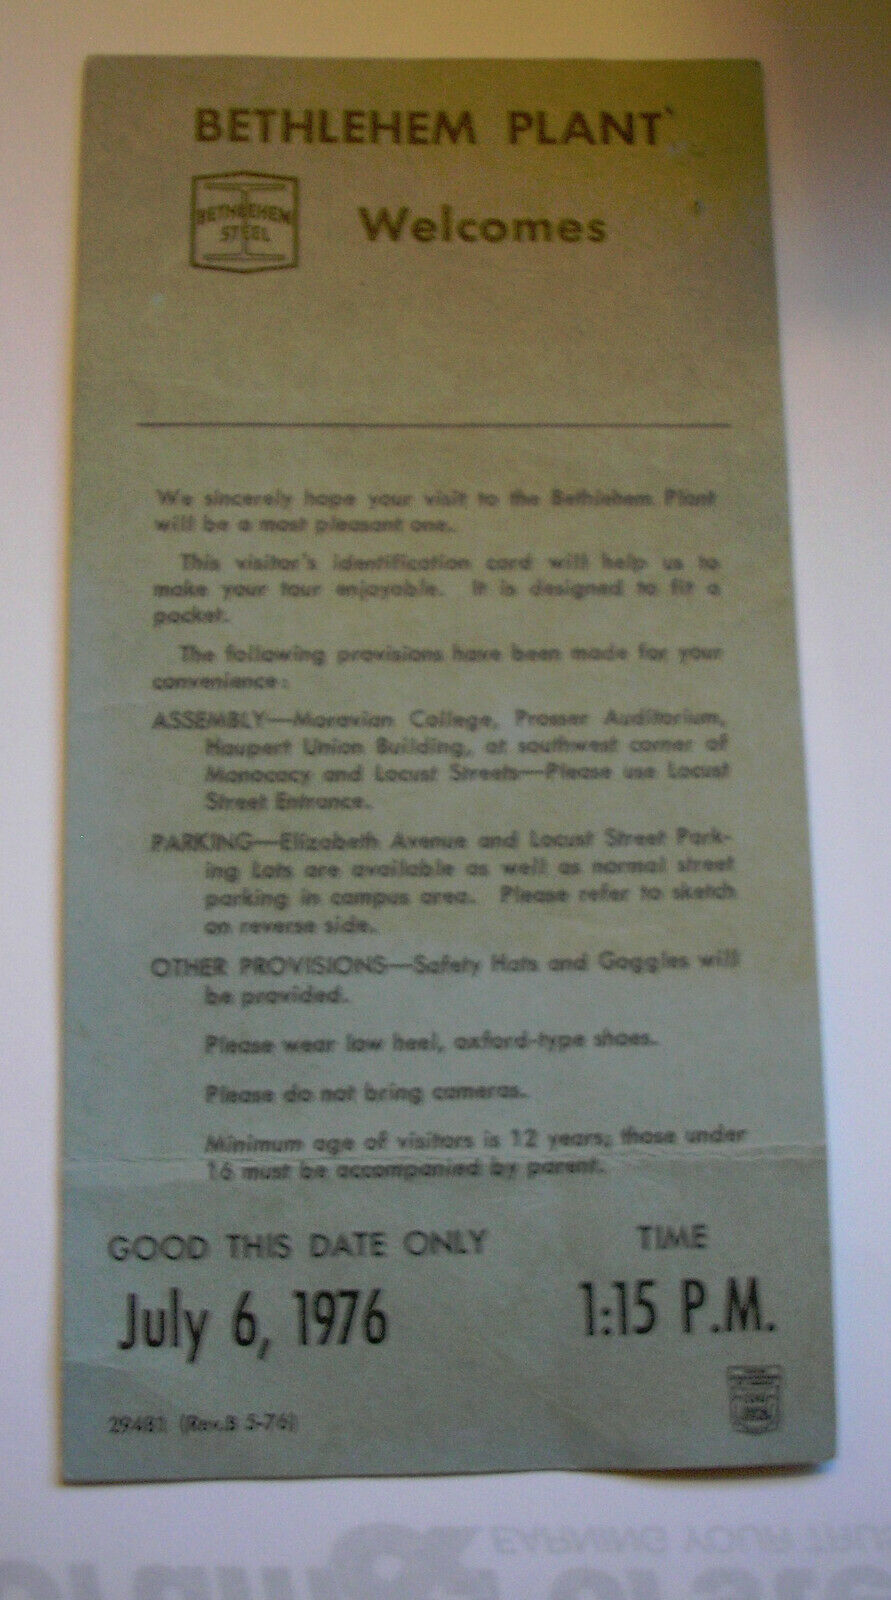 BETHLEHEM PLANT
BETHLEHEM
STEEL
Welcomes
We sincerely hope your visit to the Bethlehem Plant
will be a most pleasant one.
This visitor's identification card will help us to
make your tour enjoyable. It is designed to fit a
pocket.
The following provisions have been made for your
convenience:
ASSEMBLY—Moravian College, Prosser Auditorium,
Haupert Union Building, at southwest corner of
Monocacy and Locust Streets—Please use Locust
Street Entrance.
PARKING—Elizabeth Avenue and Locust Street Park-
ing Lots are available as well as normal street
parking in campus area. Please refer to sketch
on reverse side.
OTHER PROVISIONS—Safety Hats and Goggles will
be provided.
Please wear low heel, oxford-type shoes.
Please do not bring cameras.
Minimum age of visitors is 12 years; those under
16 must be accompanied by parent.
GOOD THIS DATE ONLY
TIME
July 6, 1976
1:15 P.M.
29481 (Rev.B 5-76)
EARNING YOUR